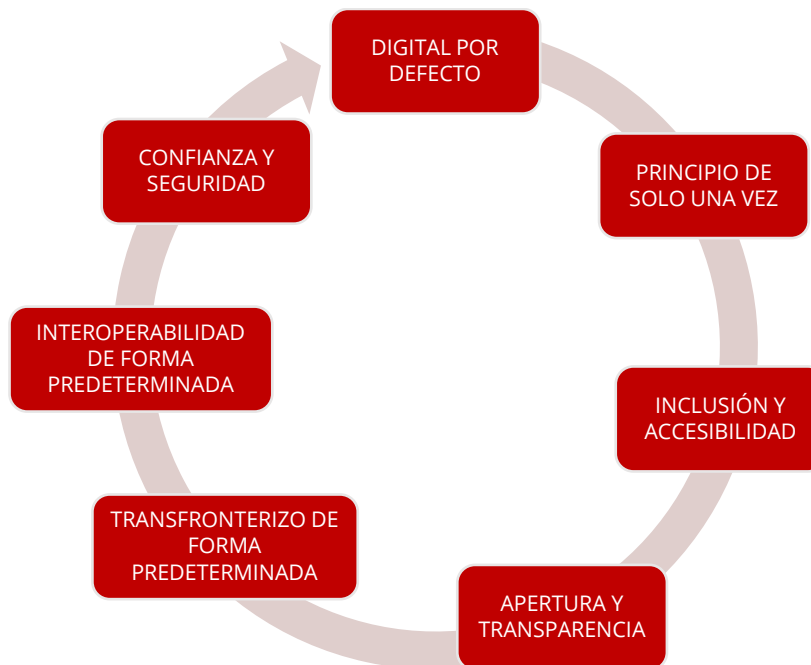 DIGITAL POR
DEFECTO
PRINCIPIO DE
SOLO UNA VEZ
INCLUSIÓN Y
ACCESIBILIDAD
APERTURA Y
TRANSPARENCIA
TRANSFRONTERIZO DE
FORMA
PREDETERMINADA
INTEROPERABILIDAD
DE FORMA
PREDETERMINADA
CONFIANZA Y
SEGURIDAD